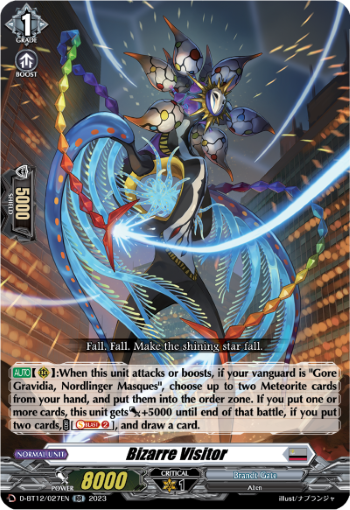 1
GRADE
BOOST
5000
SHIELD
Fall. Fall. Make the shining star fall.
AUTO【 】:When this unit attacks or boosts, if your vanguard is "Gore
Gravidia, Nordlinger Masques", choose up to two Meteorite cards
from your hand, and put them into the order zone. If you put one or
more cards, this unit gets +5000 until end of that battle, if you put
two cards, [BLAST 2], and draw a card.
NORMAL UNIT
Bizarre Visitor
Brandt Gate
POWER
8000
CRITICAL
1
Alien
D-BT12/027EN RR 2023
illust/ナブランジャ